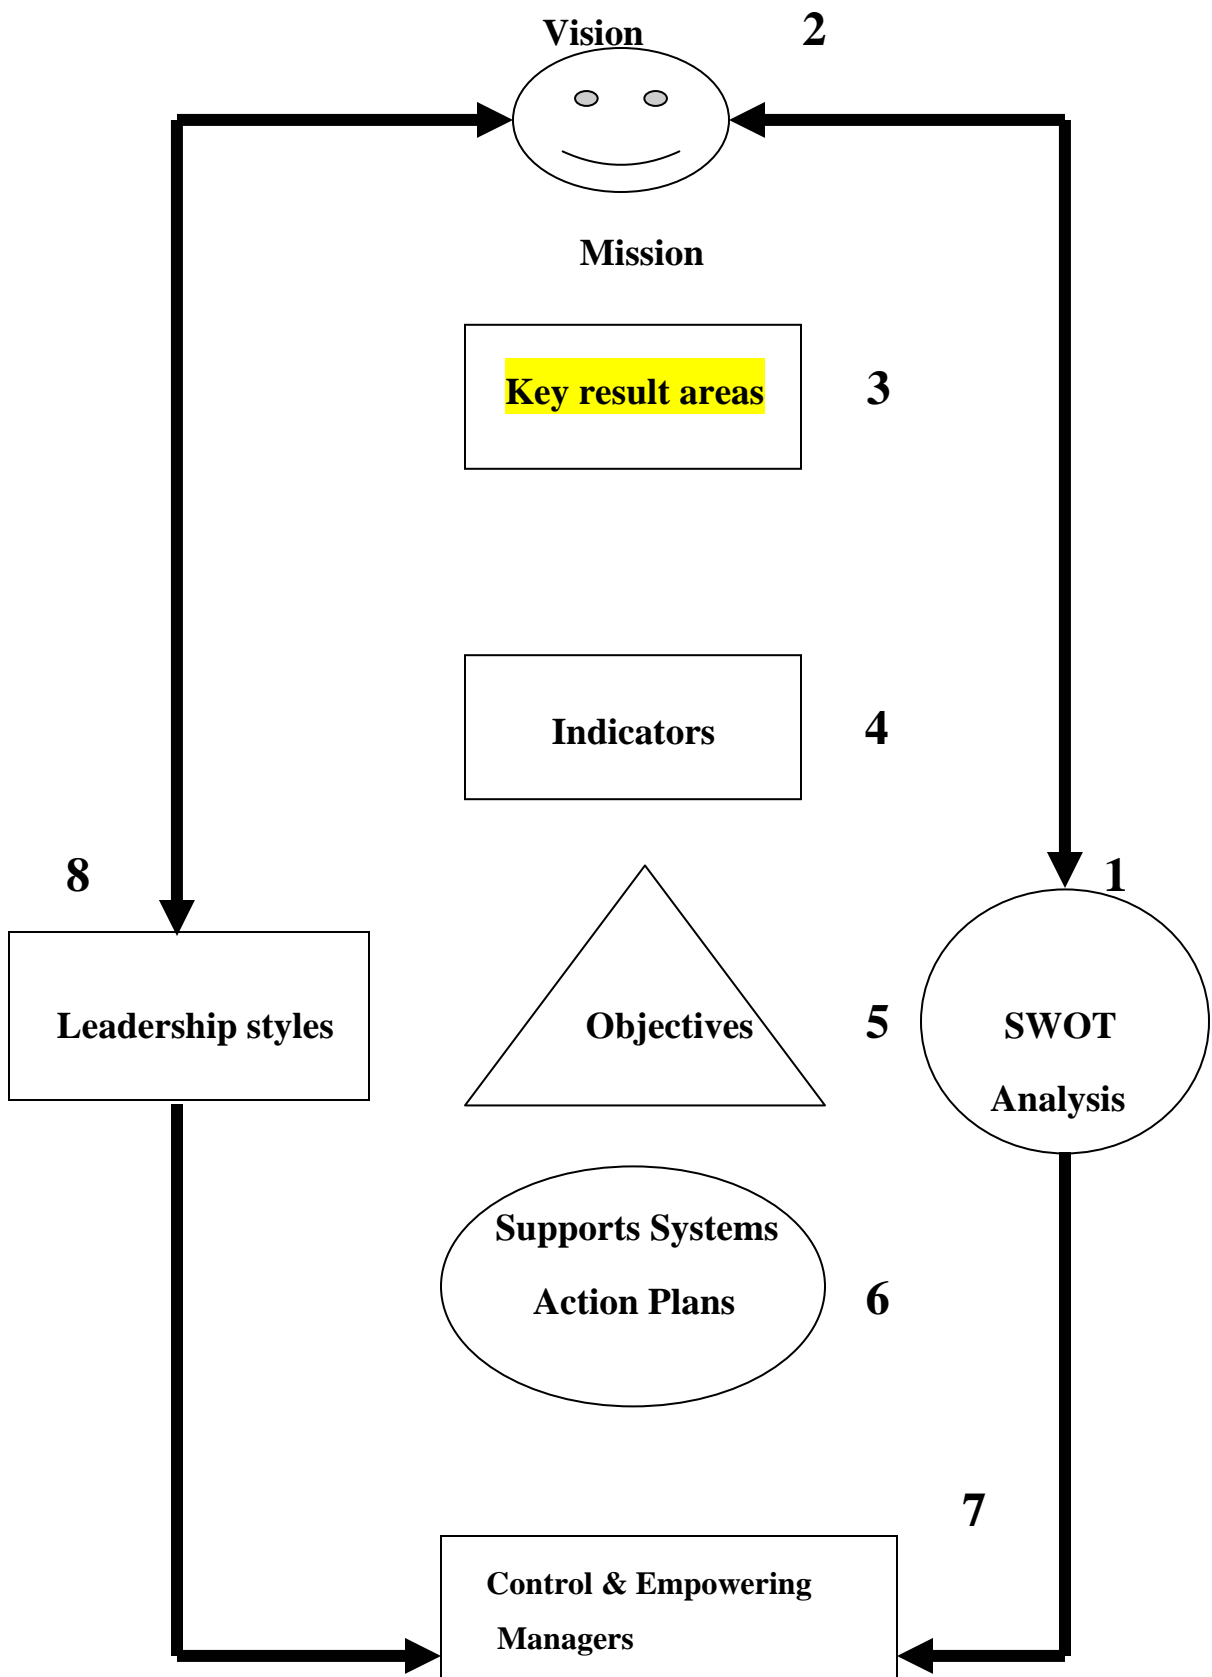 Vision 2
Mission
Key result areas 3
Indicators 4
8 1
Leadership styles Objectives 5 SWOT
Analysis
Supports Systems
Action Plans 6
7
Control & Empowering
Managers